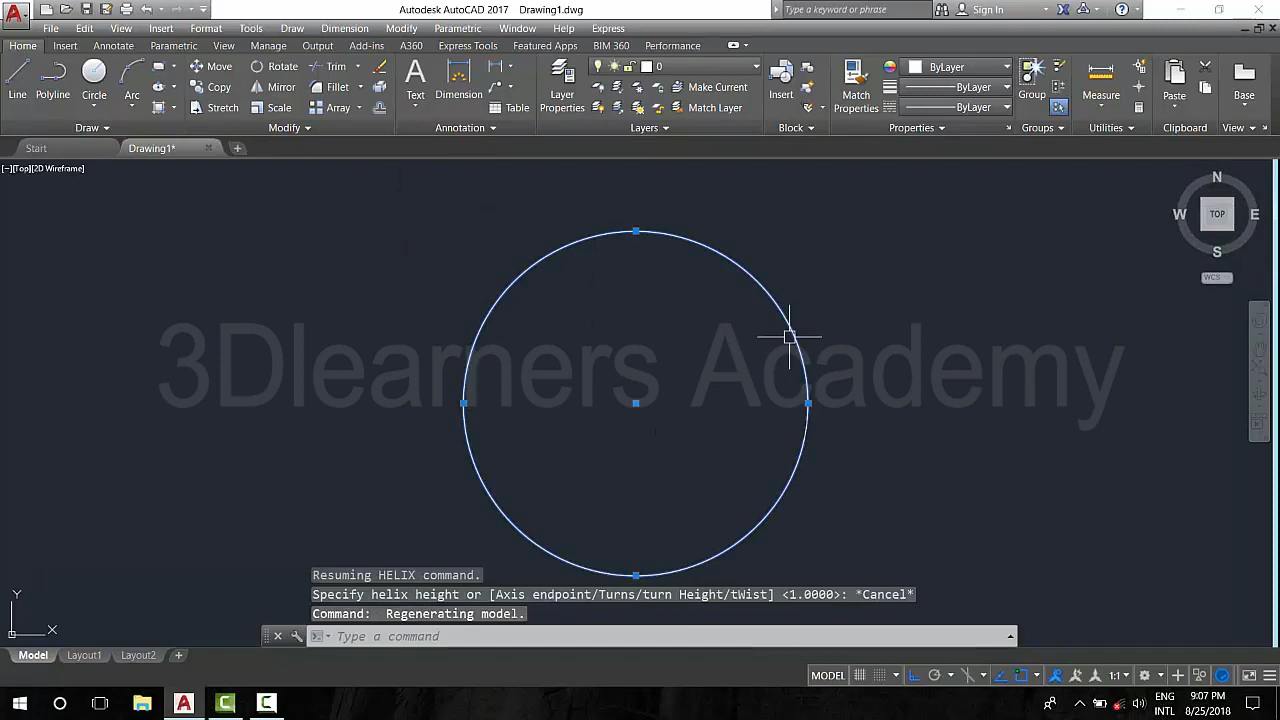 Autodesk AutoCAD 2017 Drawing1.dwg
Type a keyword or phrase
Sign In
File Edit View Insert Format Tools Draw Dimension Modify Parametric Window Help Express
Home Insert Annotate Parametric View Manage Output Add-ins A360 Express Tools Featured Apps BIM 360 Performance
Move Rotate Trim
Copy Mirror Fillet
Stretch Scale Array
Line Polyline Circle Arc
Text Dimension Table
Layer Properties
0
Make Current
Match Layer
Insert
Match Properties
ByLayer
ByLayer
ByLayer
Group
Measure
Paste
Base
Draw Modify Annotation Layers Block Properties Groups Utilities Clipboard View
Start Drawing1*
[−][Top][2D Wireframe]
N
W TOP E
S
WCS
3Dlearners Academy
Resuming HELIX command.
Specify helix height or [Axis endpoint/Turns/turn Height/tWist] <1.0000>: *Cancel*
Command: Regenerating model.
Type a command
Y
X
Model Layout1 Layout2
MODEL 1:1
ENG 9:07 PM
INTL 8/25/2018